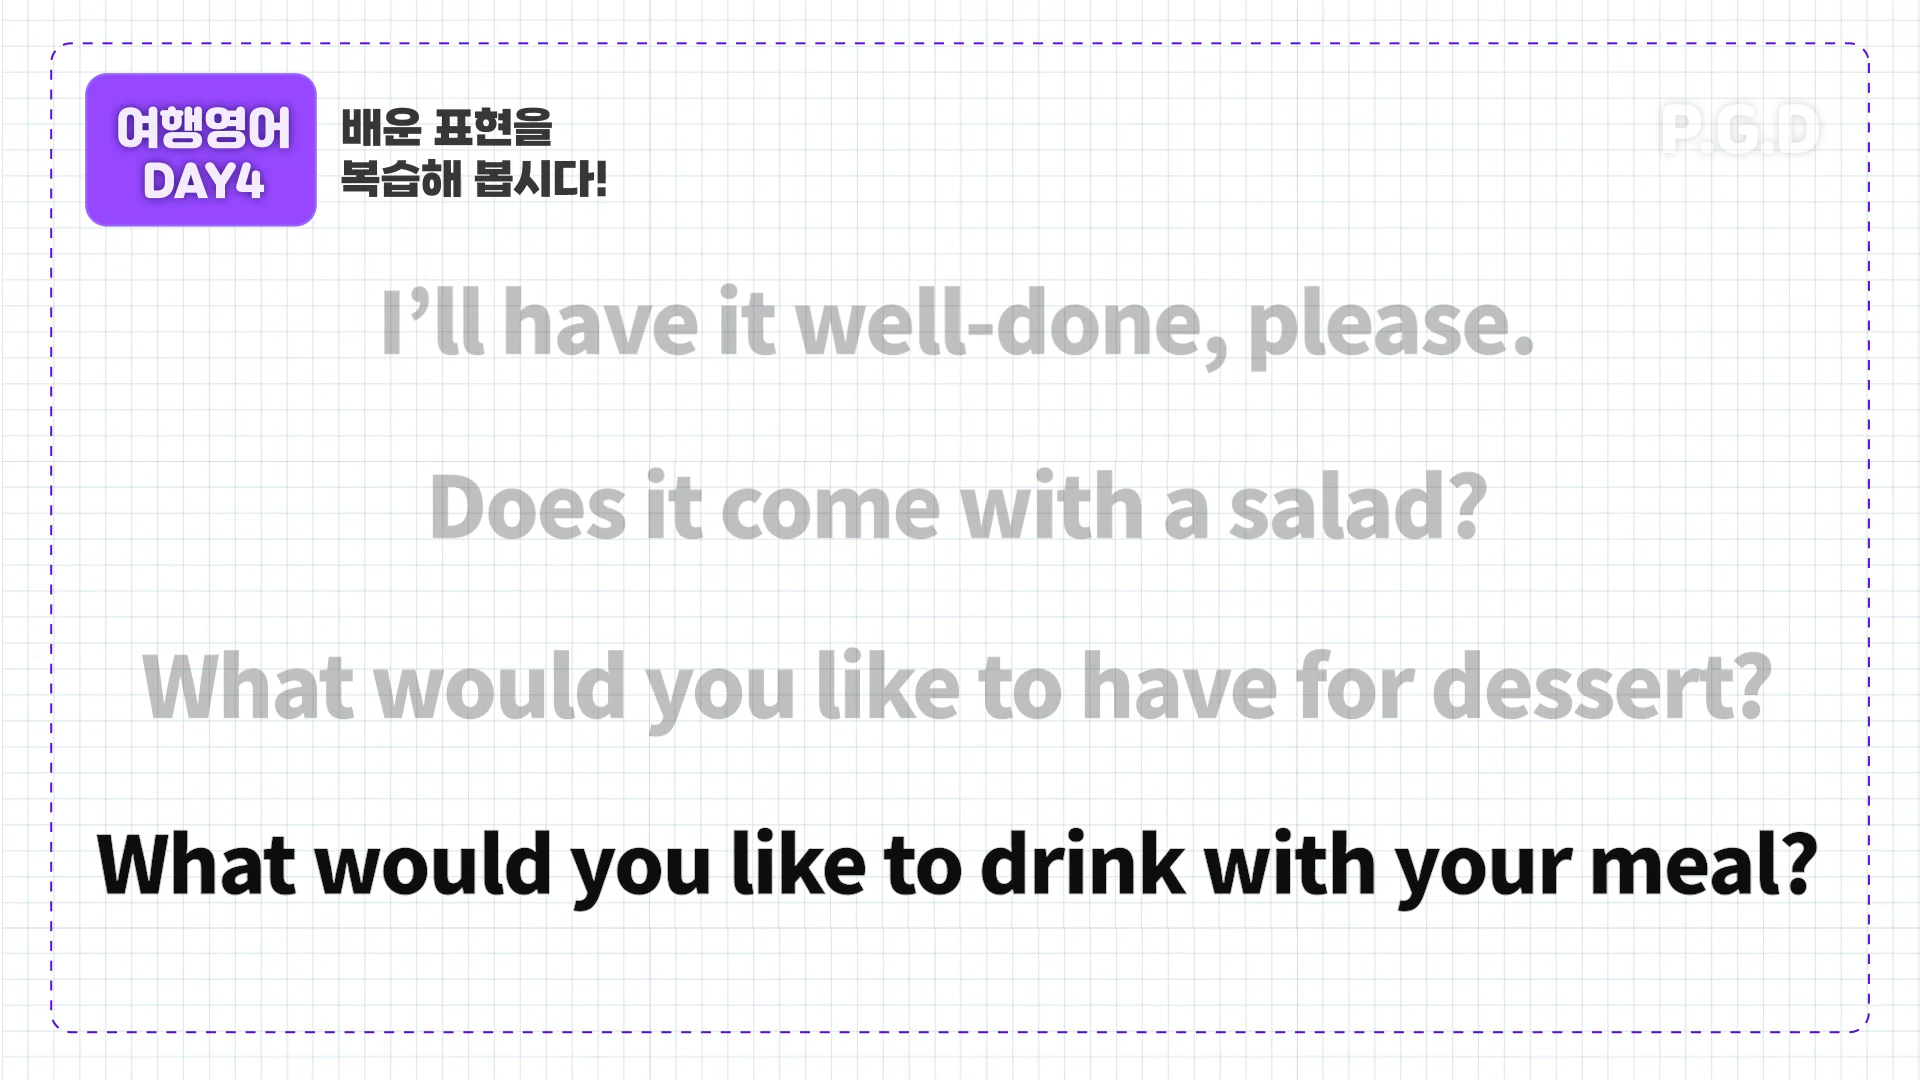 여행영어
DAY4
배운 표현을
복습해 봅시다!
P.G.D
I’ll have it well-done, please.
Does it come with a salad?
What would you like to have for dessert?
What would you like to drink with your meal?